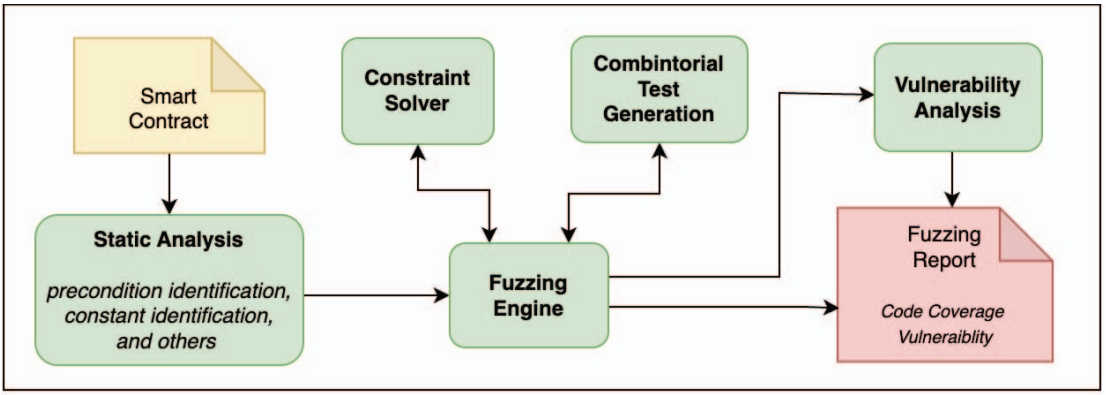 Smart
Contract
Constraint
Solver
Combintorial
Test
Generation
Vulnerability
Analysis
Static Analysis
precondition identification,
constant identification,
and others
Fuzzing
Engine
Fuzzing
Report
Code Coverage
Vulneraiblity